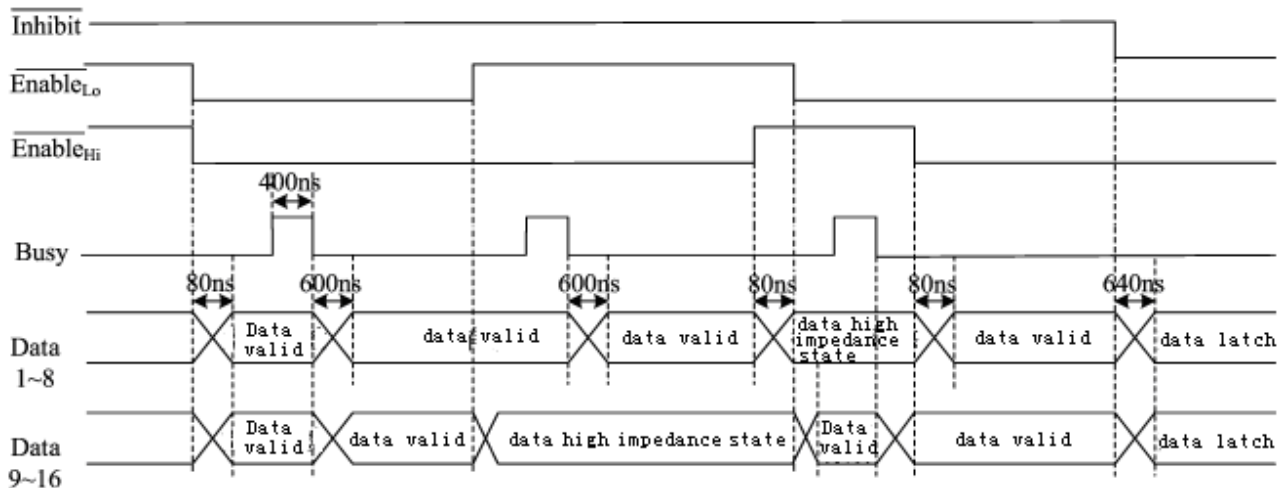 Inhibit
Enable_Lo
Enable_Hi
400ns
Busy
80ns 600ns 600ns 80ns 80ns 640ns
Data
1~8
Data
valid
data valid
data valid
data high
impedance
state
data valid
data latch
Data
9~16
Data
valid
data valid
data high impedance state
Data
valid
data valid
data latch